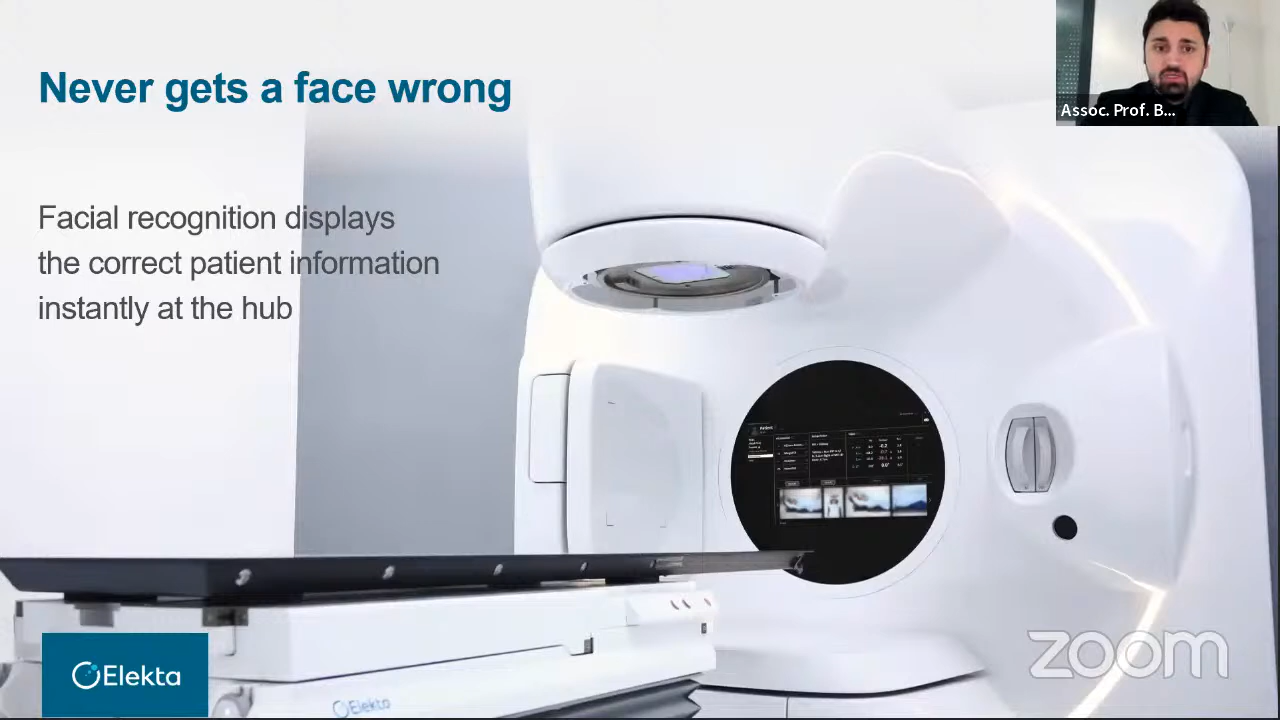 Never gets a face wrong
Assoc. Prof. B...
Facial recognition displays
the correct patient information
instantly at the hub
Elekta
Elekta
zoom